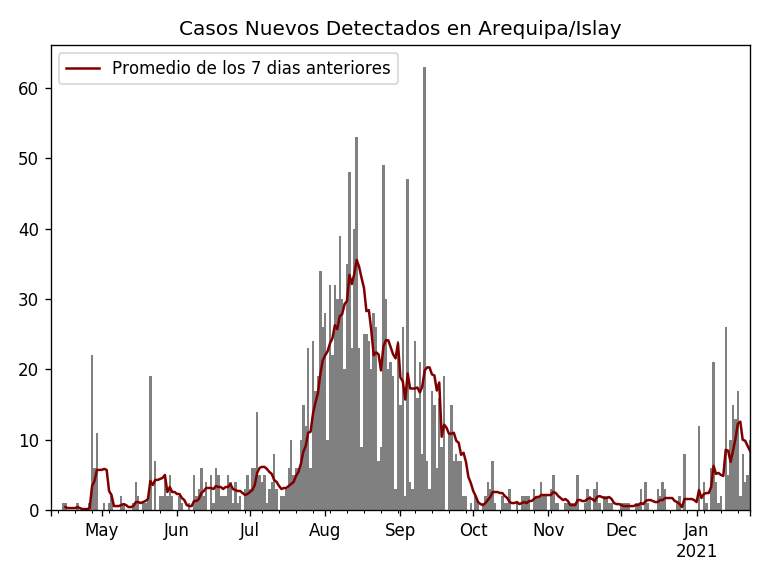 Casos Nuevos Detectados en Arequipa/Islay
Promedio de los 7 dias anteriores
60
50
40
30
20
10
0
May Jun Jul Aug Sep Oct Nov Dec Jan
2021